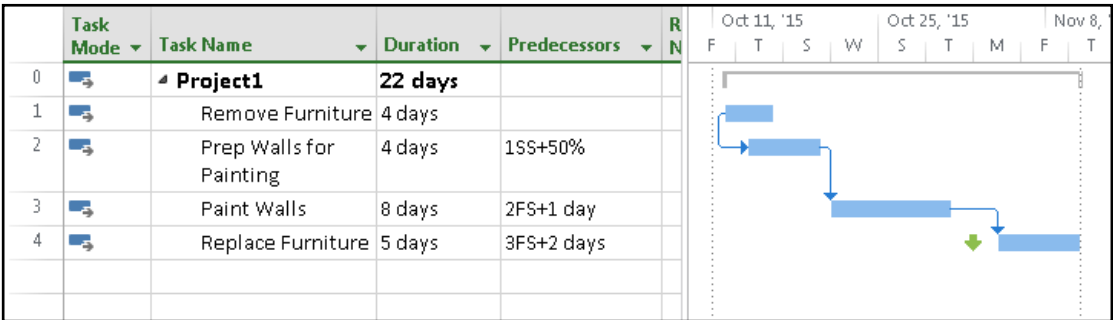 Task Mode Task Name Duration Predecessors R N Oct 11, '15 Oct 25, '15 Nov 8, '
F T S W S T M F T
0 Project1 22 days
1 Remove Furniture 4 days
2 Prep Walls for Painting 4 days 1SS+50%
3 Paint Walls 8 days 2FS+1 day
4 Replace Furniture 5 days 3FS+2 days